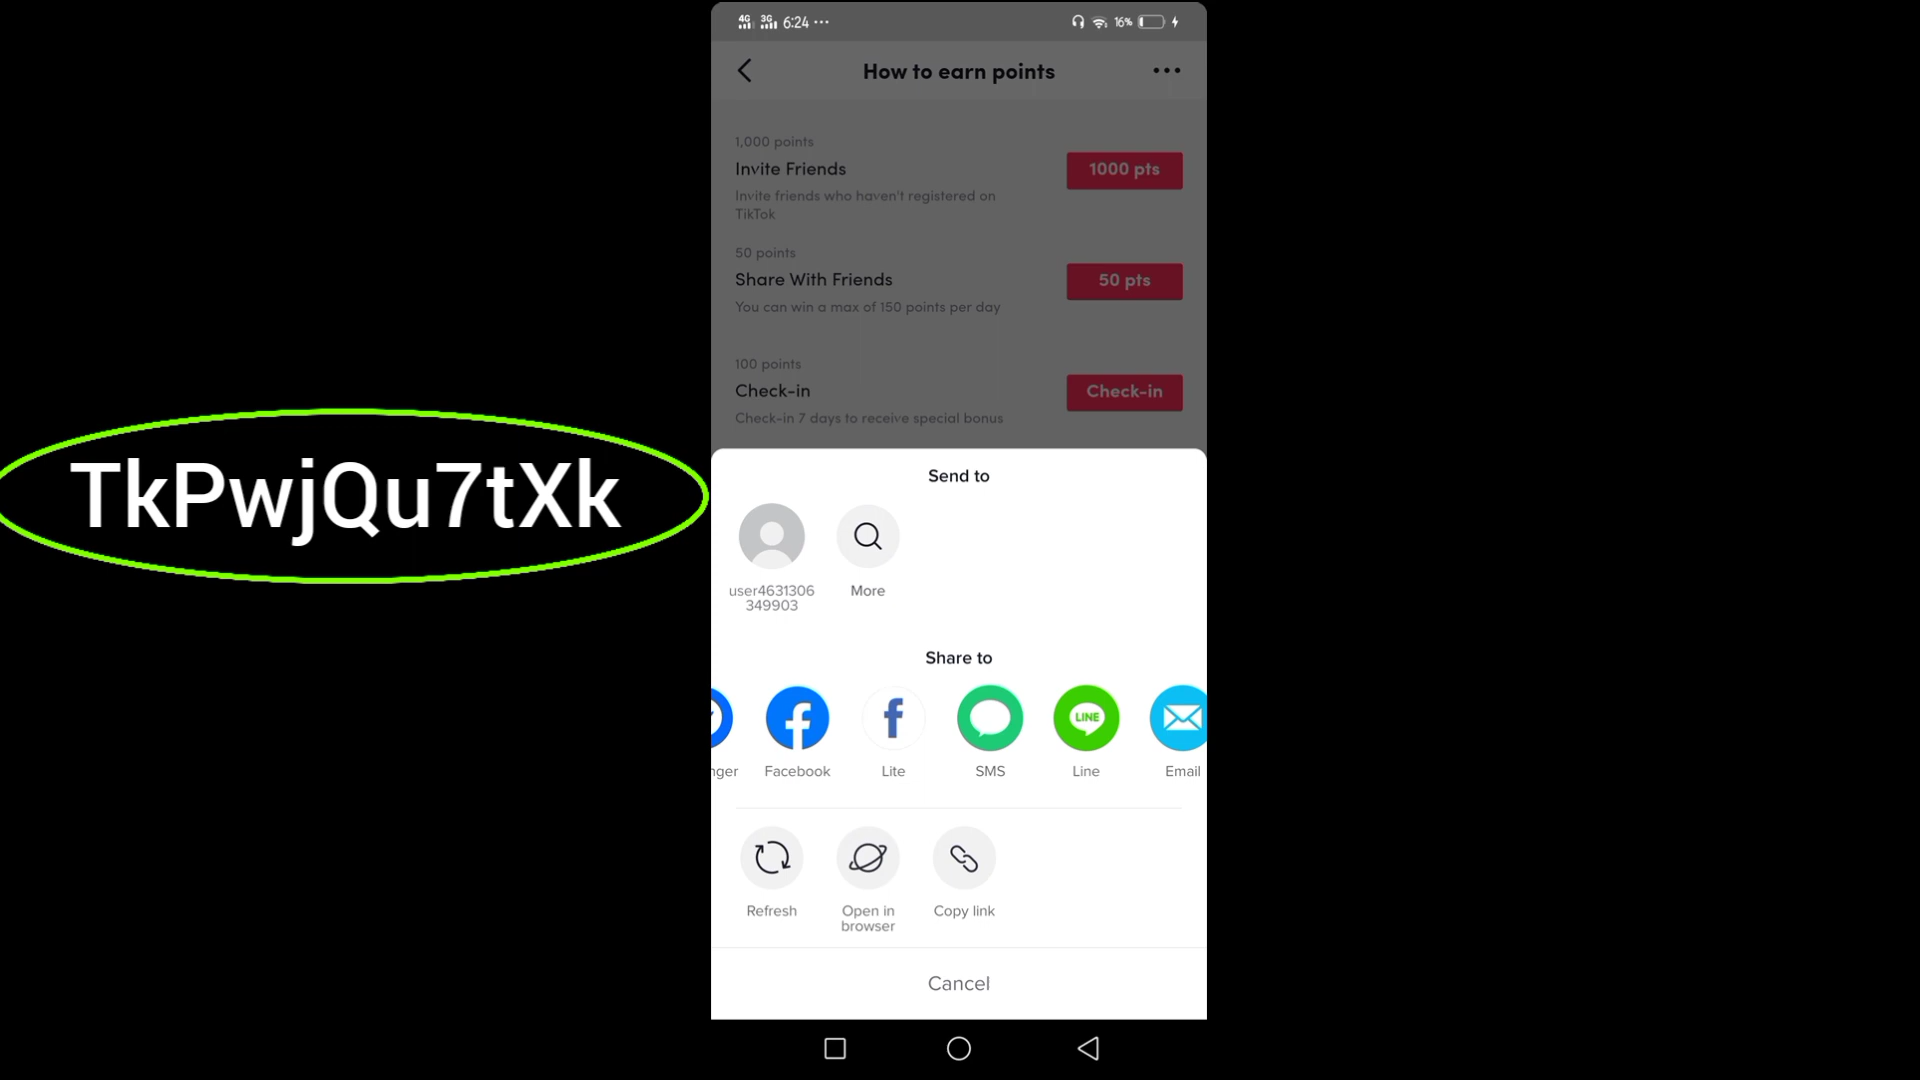 4G 3G 6:24 ••• 16%
How to earn points
1,000 points
Invite Friends
Invite friends who haven't registered on
TikTok
1000 pts
50 points
Share With Friends
You can win a max of 150 points per day
50 pts
100 points
Check-in
Check-in 7 days to receive special bonus
Check-in
TkPwjQu7tXk
Send to
user4631306
349903
More
Share to
nger
Facebook
Lite
SMS
LINE
Line
Email
Refresh
Open in
browser
Copy link
Cancel